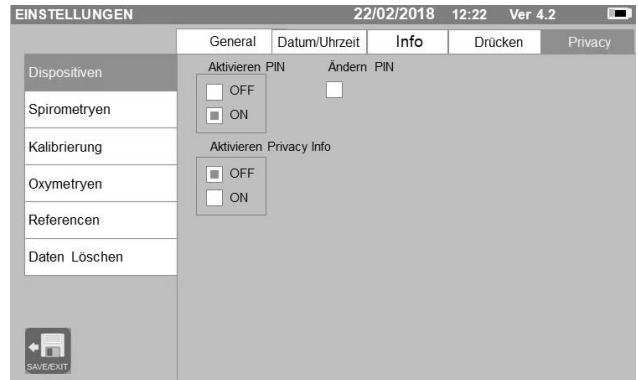 EINSTELLUNGEN 22/02/2018 12:22 Ver 4.2
General Datum/Uhrzeit Info Drücken Privacy
Dispositiven
Spirometryen
Kalibrierung
Oxymetryen
Referencen
Daten Löschen
Aktivieren PIN Ändern PIN
OFF
ON
Aktivieren Privacy Info
OFF
ON
SAVE/EXIT